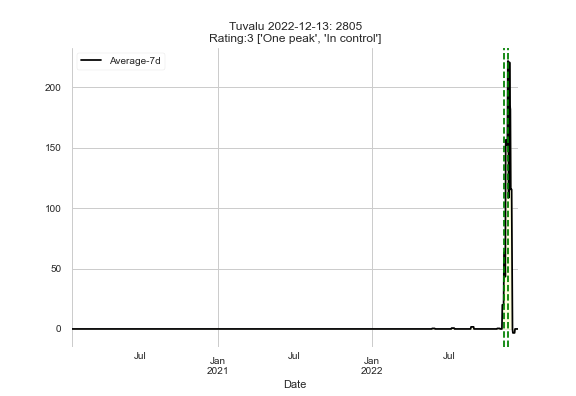 Tuvalu 2022-12-13: 2805
Rating:3 ['One peak', 'In control']
Average-7d
200
150
100
50
0
Jul
Jan
2021
Jul
Jan
2022
Jul
Date